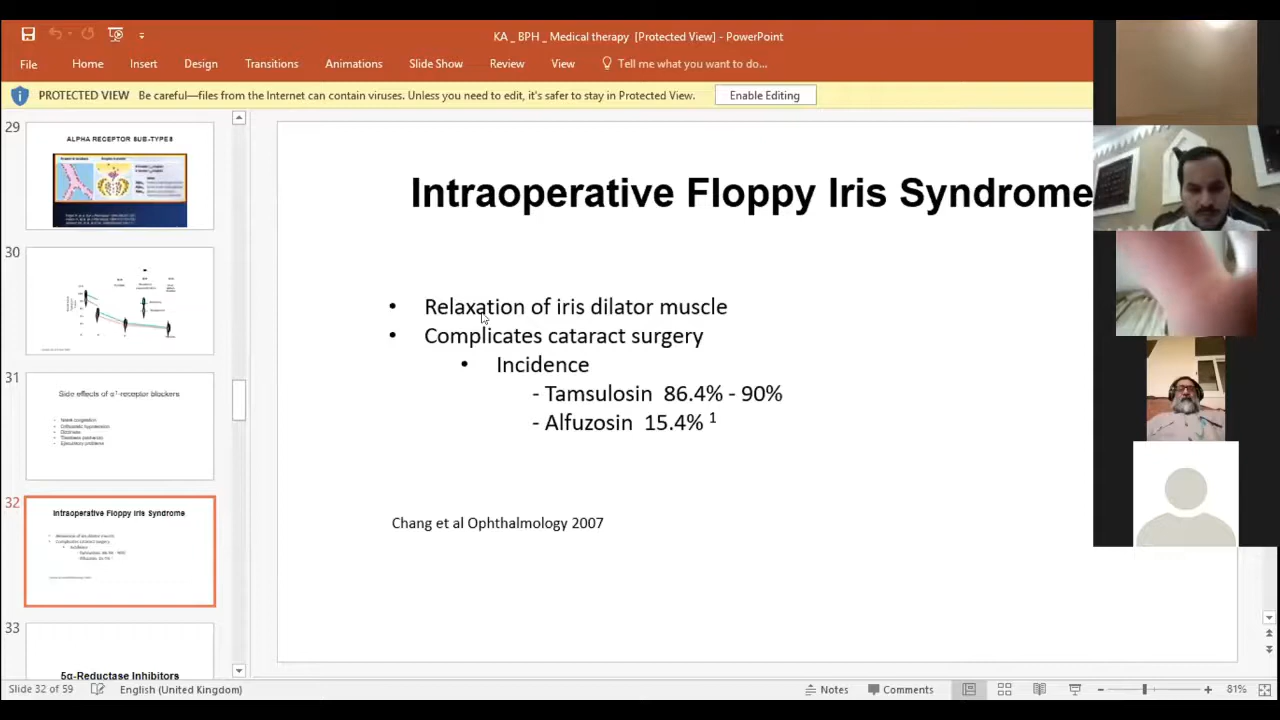 KA _ BPH _ Medical therapy [Protected View] - PowerPoint
File Home Insert Design Transitions Animations Slide Show Review View Tell me what you want to do...
PROTECTED VIEW Be careful—files from the Internet can contain viruses. Unless you need to edit, it's safer to stay in Protected View. Enable Editing
29
ALPHA RECEPTOR SUB-TYPES
30
31
Side effects of α1-receptor blockers
32
Intraoperative Floppy Iris Syndrome
33
5α-Reductase Inhibitors
Intraoperative Floppy Iris Syndrome
• Relaxation of iris dilator muscle
• Complicates cataract surgery
• Incidence
- Tamsulosin 86.4% - 90%
- Alfuzosin 15.4% 1
Chang et al Ophthalmology 2007
Slide 32 of 59 English (United Kingdom) Notes Comments 81%